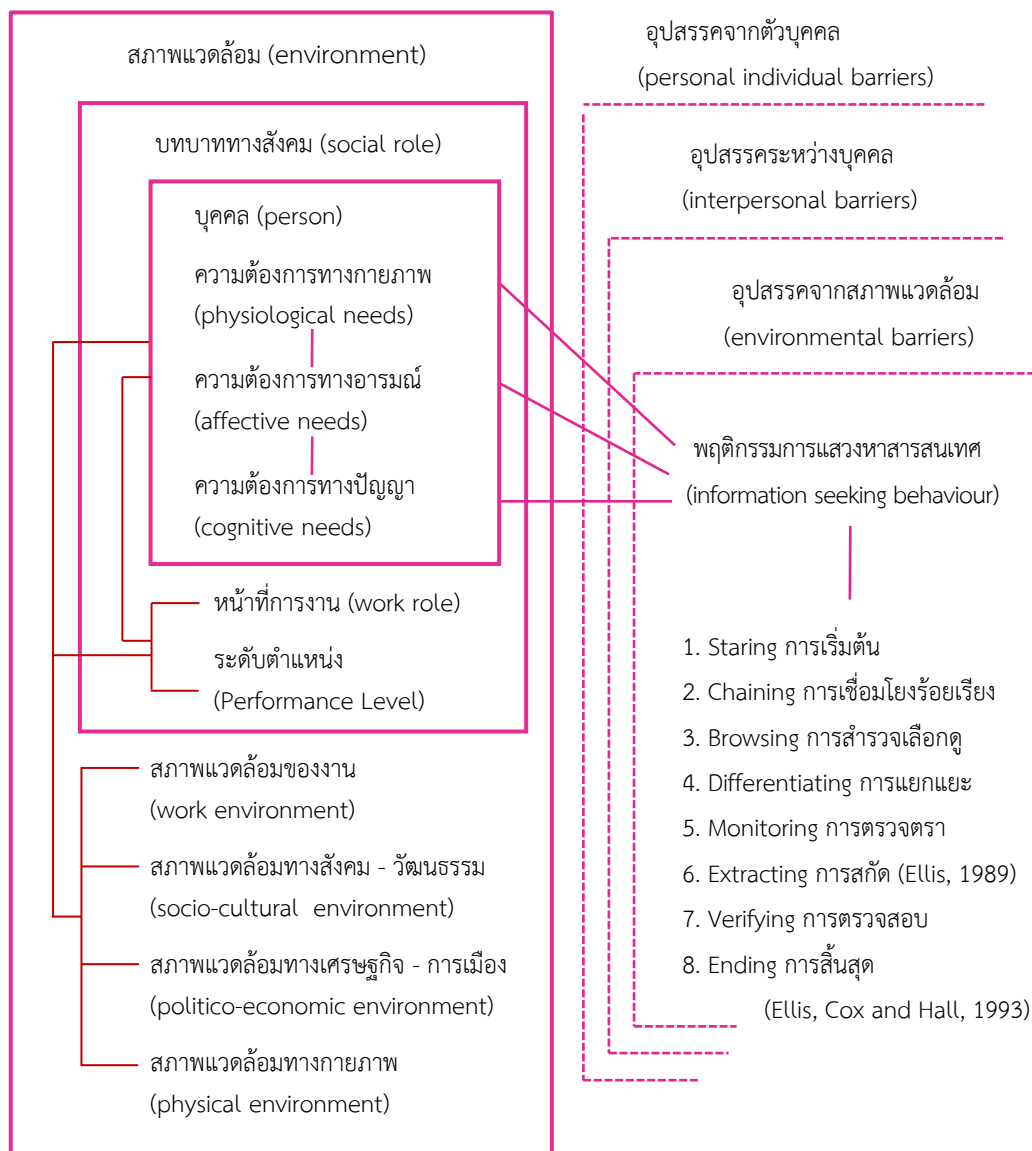 สภาพแวดล้อม (environment)
บทบาททางสังคม (social role)
บุคคล (person)
ความต้องการทางกายภาพ
(physiological needs)
ความต้องการทางอารมณ์
(affective needs)
ความต้องการทางปัญญา
(cognitive needs)
หน้าที่การงาน (work role)
ระดับตำแหน่ง
(Performance Level)
สภาพแวดล้อมของงาน
(work environment)
สภาพแวดล้อมทางสังคม - วัฒนธรรม
(socio-cultural  environment)
สภาพแวดล้อมทางเศรษฐกิจ - การเมือง
(politico-economic environment)
สภาพแวดล้อมทางกายภาพ
(physical environment)
อุปสรรคจากตัวบุคคล
(personal individual barriers)
อุปสรรคระหว่างบุคคล
(interpersonal barriers)
อุปสรรคจากสภาพแวดล้อม
(environmental barriers)
พฤติกรรมการแสวงหาสารสนเทศ
(information seeking behaviour)
1. Staring การเริ่มต้น
2. Chaining การเชื่อมโยงร้อยเรียง
3. Browsing การสำรวจเลือกดู
4. Differentiating การแยกแยะ
5. Monitoring การตรวจตรา
6. Extracting การสกัด (Ellis, 1989)
7. Verifying การตรวจสอบ
8. Ending การสิ้นสุด
(Ellis, Cox and Hall, 1993)